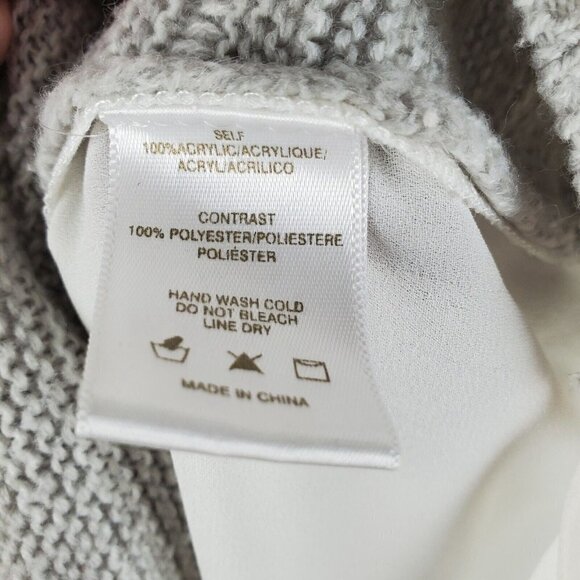 SELF
100%ACRYLIC/ACRYLIQUE/
ACRYL/ACRILICO
CONTRAST
100% POLYESTER/POLIESTERE
POLIÉSTER
HAND WASH COLD
DO NOT BLEACH
LINE DRY
MADE IN CHINA